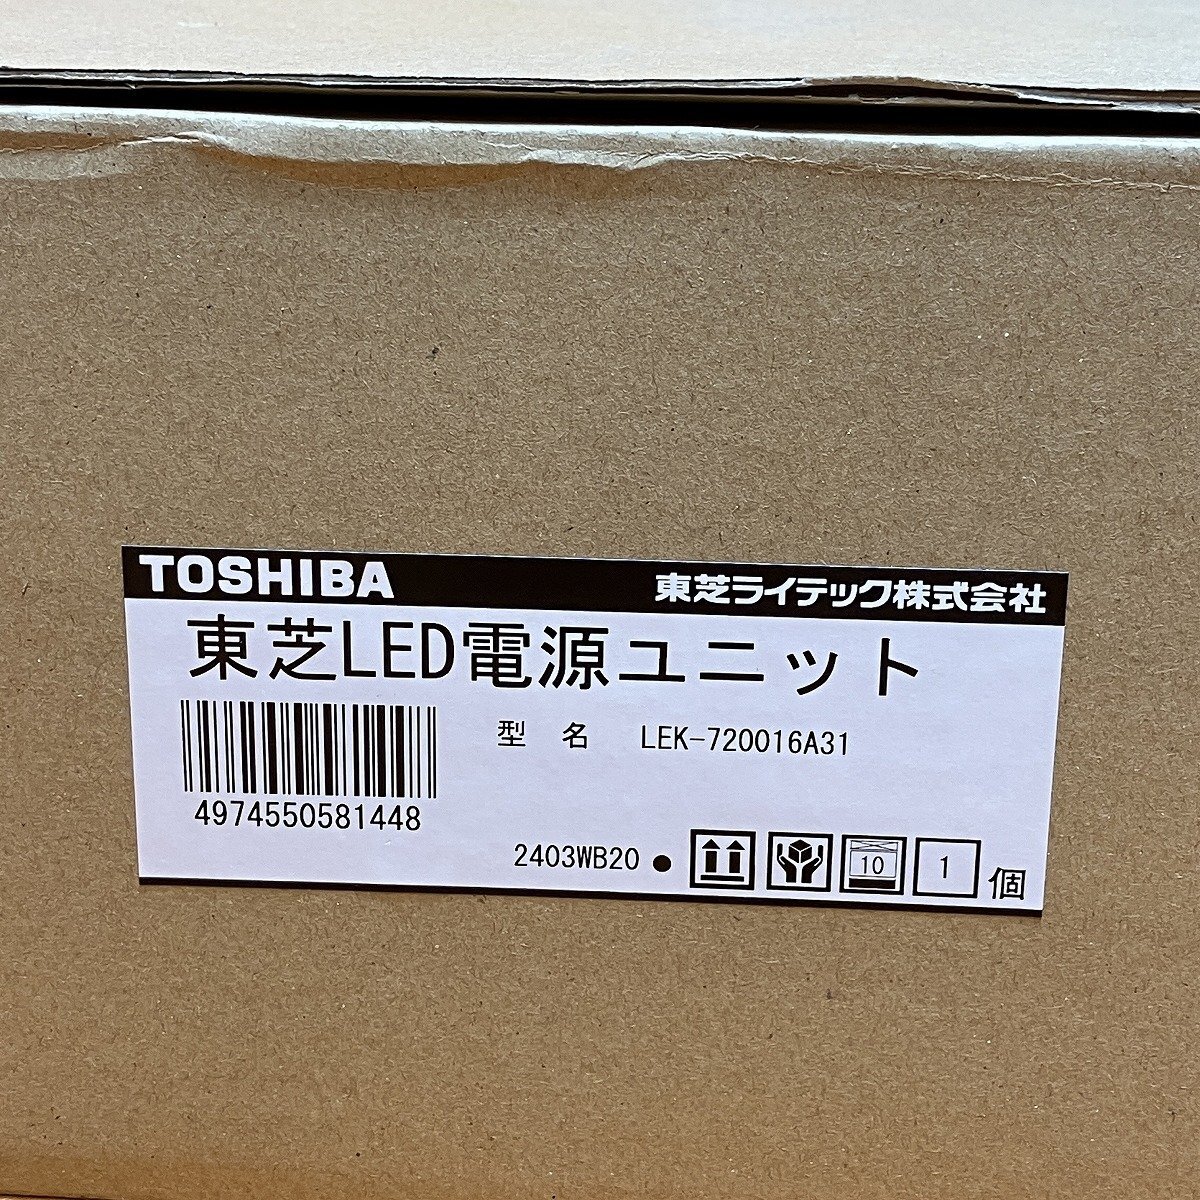 TOSHIBA 東芝ライテック株式会社
東芝LED電源ユニット
型 名 LEK-720016A31
4974550581448
2403WB20 ● 10 1 個